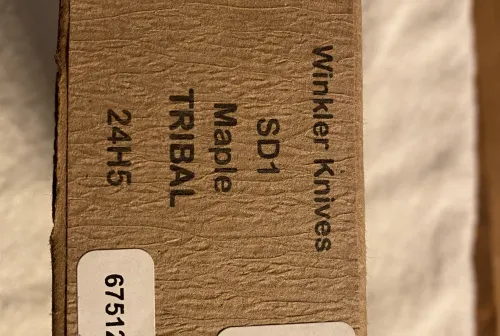 Winkler Knives
SD1
Maple
TRIBAL
24H5